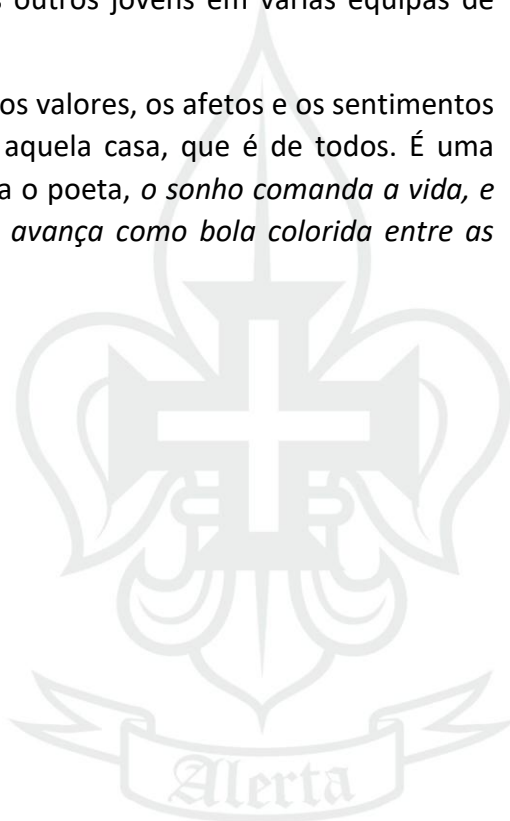 outros jovens em várias equipas de
os valores, os afetos e os sentimentos
aquela casa, que é de todos. É uma
a o poeta, o sonho comanda a vida, e
avança como bola colorida entre as
Alerta